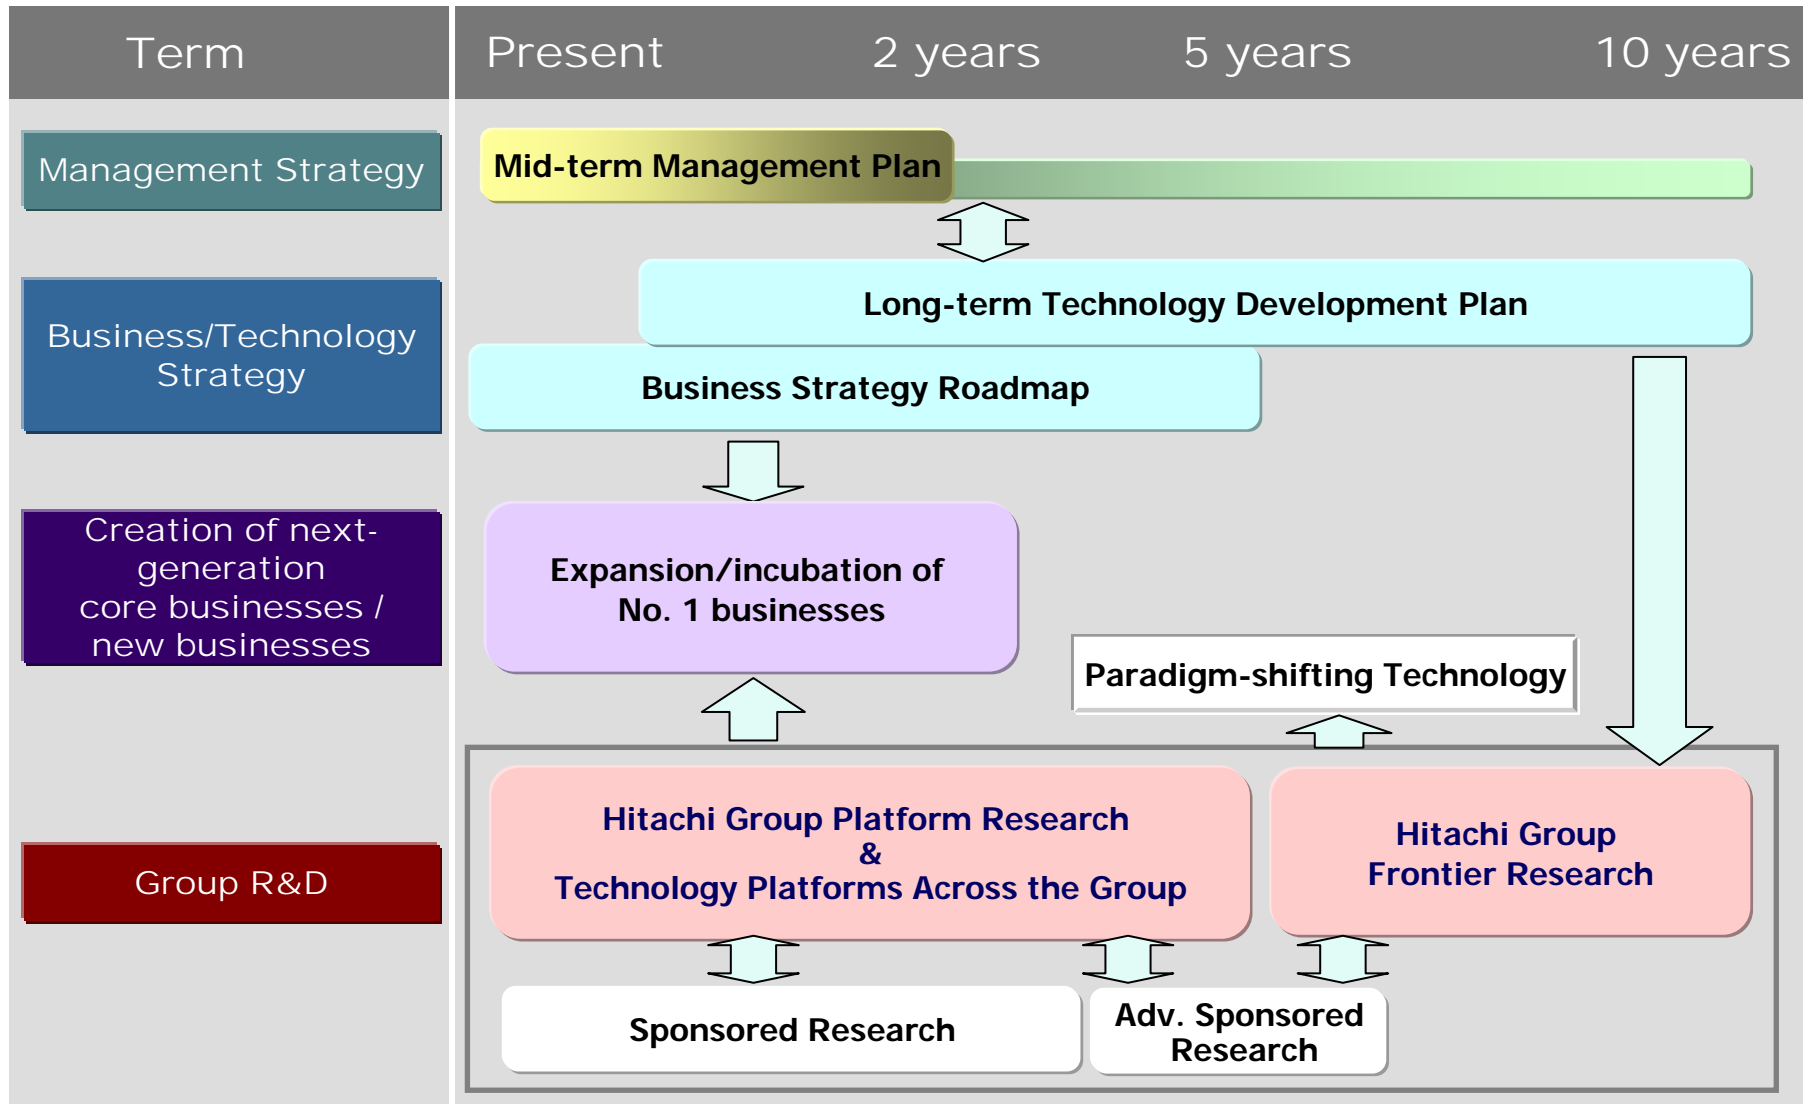 Term
Present
2 years
5 years
10 years
Management Strategy
Mid-term Management Plan
Business/Technology
Strategy
Long-term Technology Development Plan
Business Strategy Roadmap
Creation of next-
generation
core businesses /
new businesses
Expansion/incubation of
No. 1 businesses
Paradigm-shifting Technology
Group R&D
Hitachi Group Platform Research
&
Technology Platforms Across the Group
Hitachi Group
Frontier Research
Sponsored Research
Adv. Sponsored
Research